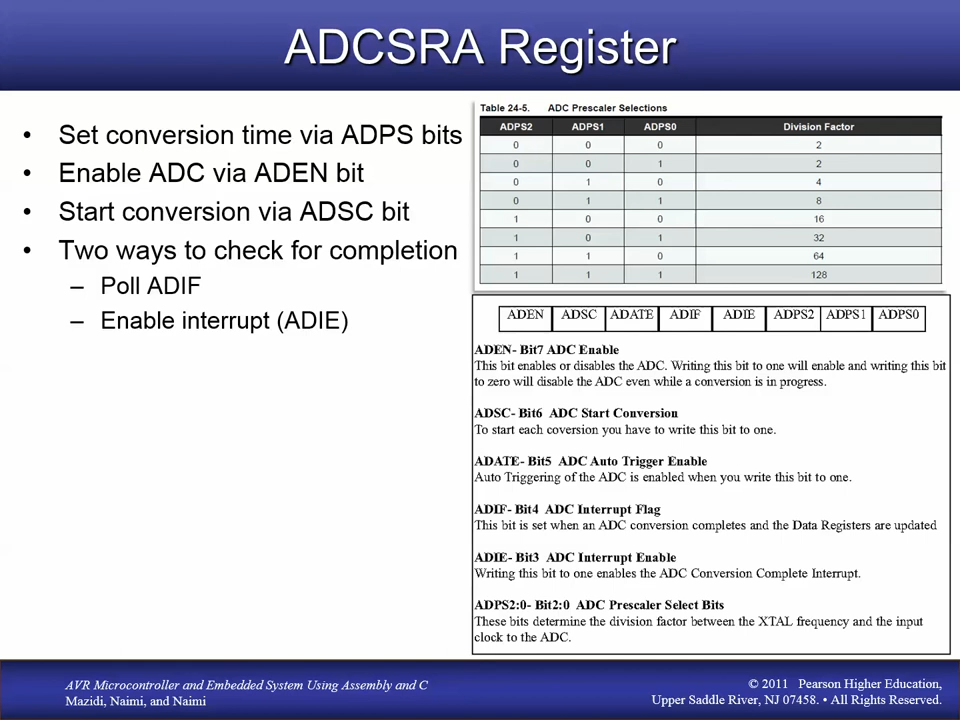 ADCSRA Register
• Set conversion time via ADPS bits
• Enable ADC via ADEN bit
• Start conversion via ADSC bit
• Two ways to check for completion
– Poll ADIF
– Enable interrupt (ADIE)
Table 24-5. ADC Prescaler Selections
ADPS2 ADPS1 ADPS0 Division Factor
0 0 0 2
0 0 1 2
0 1 0 4
0 1 1 8
1 0 0 16
1 0 1 32
1 1 0 64
1 1 1 128
ADEN ADSC ADATE ADIF ADIE ADPS2 ADPS1 ADPS0
ADEN- Bit7 ADC Enable
This bit enables or disables the ADC. Writing this bit to one will enable and writing this bit
to zero will disable the ADC even while a conversion is in progress.
ADSC- Bit6 ADC Start Conversion
To start each coversion you have to write this bit to one.
ADATE- Bit5 ADC Auto Trigger Enable
Auto Triggering of the ADC is enabled when you write this bit to one.
ADIF- Bit4 ADC Interrupt Flag
This bit is set when an ADC conversion completes and the Data Registers are updated
ADIE- Bit3 ADC Interrupt Enable
Writing this bit to one enables the ADC Conversion Complete Interrupt.
ADPS2:0- Bit2:0 ADC Prescaler Select Bits
These bits determine the division factor between the XTAL frequency and the input
clock to the ADC.
AVR Microcontroller and Embedded System Using Assembly and C
Mazidi, Naimi, and Naimi
© 2011 Pearson Higher Education,
Upper Saddle River, NJ 07458. • All Rights Reserved.